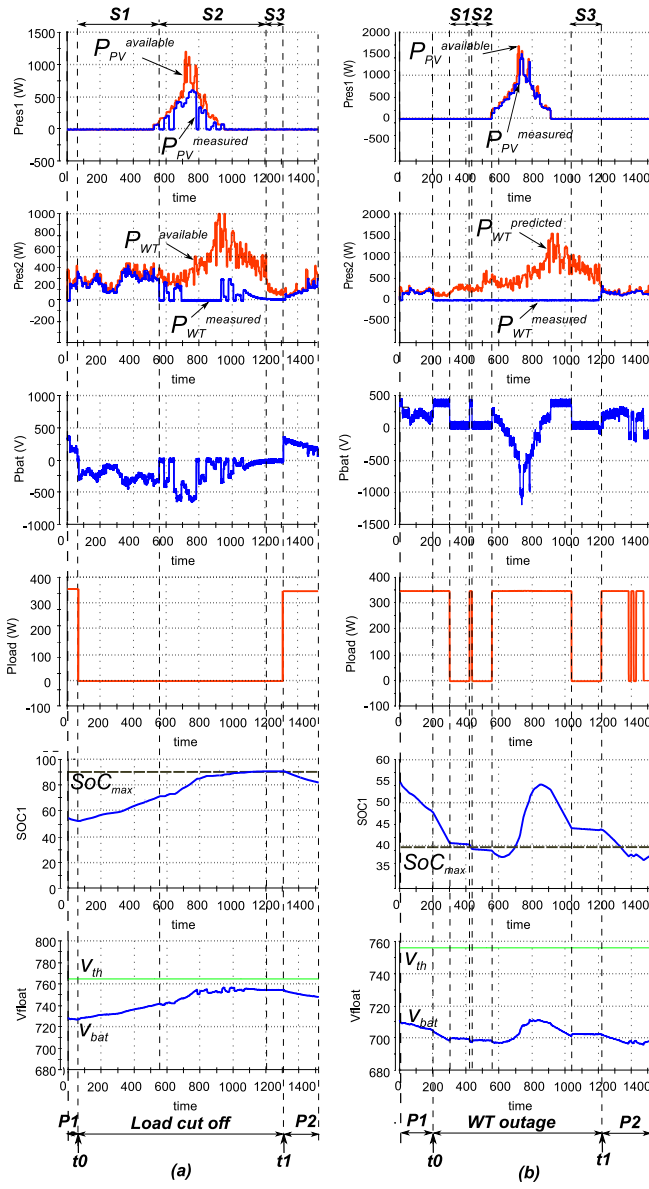 S1 S2 S3
1500
1000
500
0
-500
Pres1 (W)
P_PV^available
P_PV^measured
0 200 400 600 800 1000 1200 1400
time
1000
800
600
400
200
0
-200
-400
Pres2 (W)
P_WT^available
P_WT^measured
0 200 400 600 800 1000 1200 1400
time
1000
500
0
-500
-1000
Pbat (V)
0 200 400 600 800 1000 1200 1400
time
400
300
200
100
0
-100
Pload (W)
0 200 400 600 800 1000 1200 1400
time
100
80
60
40
20
0
SOC1
SoC_max
0 200 400 600 800 1000 1200 1400
time
800
780
760
740
720
700
680
Vfloat
V_th
V_bat
0 200 400 600 800 1000 1200 1400
time
P1 Load cut off P2
t0 (a) t1
S1 S2 S3
2000
1500
1000
500
0
-500
Pres1 (W)
P_PV^available
P_PV^measured
0 200 400 600 800 1000 1200 1400
time
2000
1500
1000
500
0
-500
-1000
Pres2 (W)
P_WT^predicted
P_WT^measured
0 200 400 600 800 1000 1200 1400
time
1000
500
0
-500
-1000
-1500
Pbat (V)
0 200 400 600 800 1000 1200 1400
time
400
300
200
100
0
-100
Pload (W)
0 200 400 600 800 1000 1200 1400
time
60
55
50
45
40
35
SOC1
SoC_max
0 200 400 600 800 1000 1200 1400
time
760
740
720
700
680
Vfloat
V_th
V_bat
0 200 400 600 800 1000 1200 1400
time
P1 WT outage P2
t0 (b) t1